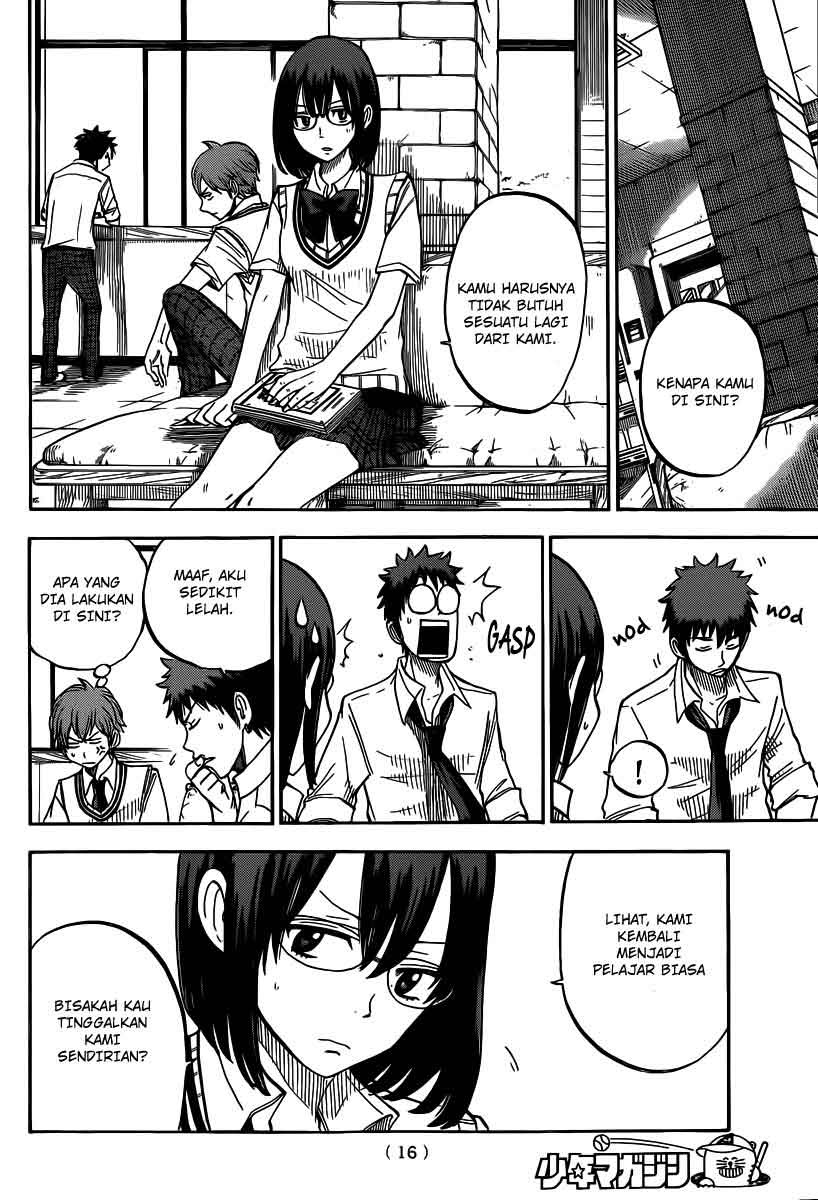 KENAPA KAMU
DI SINI?
KAMU HARUSNYA
TIDAK BUTUH
SESUATU LAGI
DARI KAMI.
nod
nod
!
GASP
MAAF, AKU
SEDIKIT
LELAH.
APA YANG
DIA LAKUKAN
DI SINI?
LIHAT, KAMI
KEMBALI
MENJADI
PELAJAR BIASA
BISAKAH KAU
TINGGALKAN
KAMI
SENDIRIAN?
( 16 )
少年マガジン